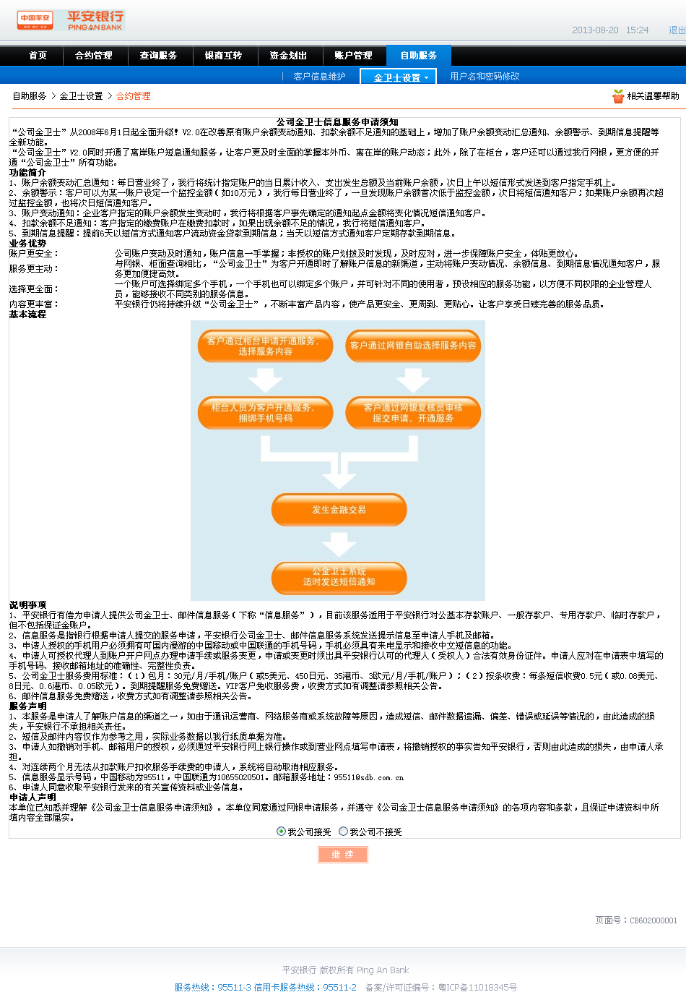 中国平安 平安银行
保险·银行·投资 PING AN BANK
2013-08-20 15:24 退出
首页 合约管理 查询服务 银商互转 资金划出 账户管理 自助服务
客户信息维护 金卫士设置 用户名和密码修改
自助服务 > 金卫士设置 > 合约管理 相关温馨帮助
公司金卫士信息服务申请须知
“公司金卫士”从2008年6月1日起全面升级！V2.0在改善原有账户余额变动通知、扣款余额不足通知的基础上，增加了账户余额变动汇总通知、余额警示、到期信息提醒等
全新功能。
“公司金卫士”V2.0同时开通了离岸账户短息通知服务，让客户更及时全面的掌握本外币、离在岸的账户动态；此外，除了在柜台，客户还可以通过我行网银，更方便的开
通“公司金卫士”所有功能。
功能简介
1、账户余额变动汇总通知：每日营业终了，我行将统计指定账户的当日累计收入、支出发生总额及当前账户余额，次日上午以短信形式发送到客户指定手机上。
2、余额警示：客户可以为某一账户设定一个监控金额（如10万元），我行每日营业终了，一旦发现账户余额首次低于监控金额，次日将短信通知客户；如果账户余额再次超
过监控金额，也将次日短信通知客户。
3、账户变动通知：企业客户指定的账户余额发生变动时，我行将根据客户事先确定的通知起点金额将变化情况短信通知客户。
4、扣款余额不足通知：客户指定的缴费账户在缴费扣款时，如果出现余额不足的情况，我行将短信通知客户。
5、到期信息提醒：提前6天以短信方式通知客户流动资金贷款到期信息；当天以短信方式通知客户定期存款到期信息。
业务优势
账户更安全： 公司账户变动及时通知，账户信息一手掌握；非授权的账户划拨及时发现，及时应对，进一步保障账户安全，体贴更放心。
服务更主动： 与网银、柜面查询相比，“公司金卫士”为客户开通即时了解账户信息的新渠道，主动将账户变动情况、余额信息、到期信息情况通知客户，服
务更加便捷高效。
选择更全面： 一个账户可选择绑定多个手机，一个手机也可以绑定多个账户，并可针对不同的使用者，预设相应的服务功能，以方便不同权限的企业管理人
员，能够接收不同类别的服务信息。
内容更丰富： 平安银行仍将持续升级“公司金卫士”，不断丰富产品内容，使产品更安全、更周到、更贴心。让客户享受日臻完善的服务品质。
基本流程
客户通过柜台申请开通服务，
选择服务内容
客户通过网银自助选择服务内容
柜台人员为客户开通服务，
捆绑手机号码
客户通过网银复核员审核
提交申请，开通服务
发生金融交易
公金卫士系统
适时发送短信通知
说明事项
1、平安银行有偿为申请人提供公司金卫士、邮件信息服务（下称“信息服务”），目前该服务适用于平安银行对公基本存款账户、一般存款户、专用存款户、临时存款户，
但不包括保证金账户。
2、信息服务是指银行根据申请人提交的服务申请，平安银行公司金卫士、邮件信息服务系统发送提示信息至申请人手机及邮箱。
3、申请人授权的手机用户必须拥有可国内漫游的中国移动或中国联通的手机号码，手机必须具有来电显示和接收中文短信息的功能。
4、申请人可授权代理人到账户开户网点办理申请手续或服务变更，申请或变更时须出具平安银行认可的代理人（受权人）合法有效身份证件。申请人应对在申请表中填写的
手机号码、接收邮箱地址的准确性、完整性负责。
5、公司金卫士服务费用标准：（1）包月：30元/月/手机/账户（或5美元、450日元、35港币、3欧元/月/手机/账户）；（2）按条收费：每条短信收费0.5元（或0.08美元、
8日元、0.6港币、0.05欧元）。到期提醒服务免费赠送。VIP客户免收服务费，收费方式如有调整请参照相关公告。
6、邮件信息服务免费赠送，收费方式如有调整请参照相关公告。
服务声明
1、本服务是申请人了解账户信息的渠道之一，如由于通讯运营商、网络服务商或系统故障等原因，造成短信、邮件数据遗漏、偏差、错误或延误等情况的，由此造成的损
失，平安银行不承担相关责任。
2、短信及邮件内容仅作为参考之用，实际业务数据以我行纸质单据为准。
3、申请人如撤销对手机、邮箱用户的授权，必须通过平安银行网上银行操作或到营业网点填写申请表，将撤销授权的事实告知平安银行，否则由此造成的损失，由申请人承
担。
4、对连续两个月无法从扣款账户扣收服务手续费的申请人，系统将自动取消相应服务。
5、信息服务显示号码，中国移动为95511，中国联通为10655020501。邮箱服务地址：95511@sdb.com.cn
6、申请人同意收取平安银行发来的有关宣传资料或业务信息。
申请人声明
本单位已知悉并理解《公司金卫士信息服务申请须知》。本单位同意通过网银申请服务，并遵守《公司金卫士信息服务申请须知》的各项内容和条款，且保证申请资料中所
填内容全部属实。
我公司接受 我公司不接受
继 续
页面号：CB602000001
平安银行 版权所有 Ping An Bank
服务热线：95511-3 信用卡服务热线：95511-2 备案/许可证编号：粤ICP备11018345号